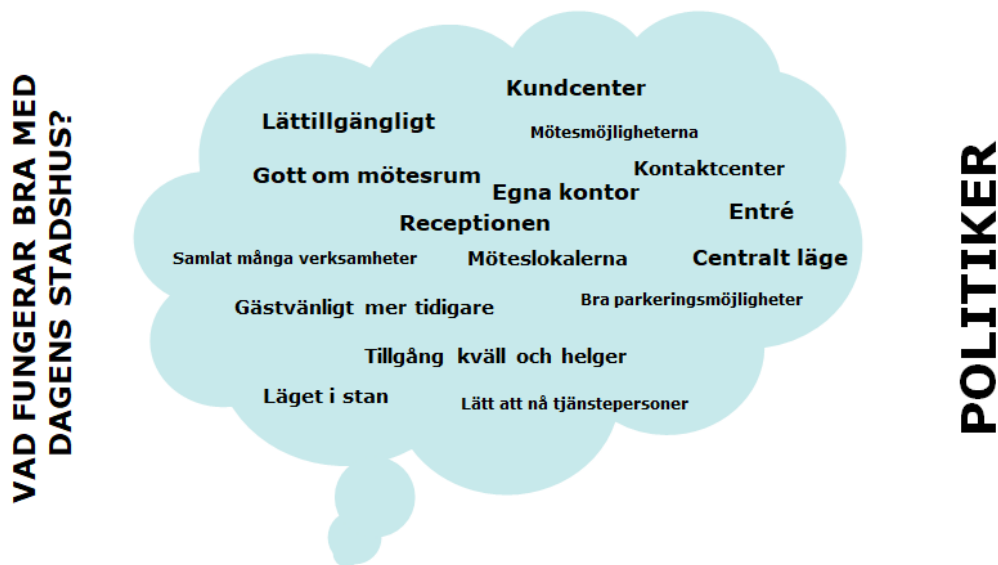 VAD FUNGERAR BRA MED
DAGENS STADSHUS?
Kundcenter
Lättillgängligt
Mötesmöjligheterna
Kontaktcenter
Gott om mötesrum
Egna kontor
Entré
Receptionen
Samlat många verksamheter
Möteslokalerna
Centralt läge
Bra parkeringsmöjligheter
Gästvänligt mer tidigare
Tillgång kväll och helger
Läget i stan
Lätt att nå tjänstepersoner
POLITIKER